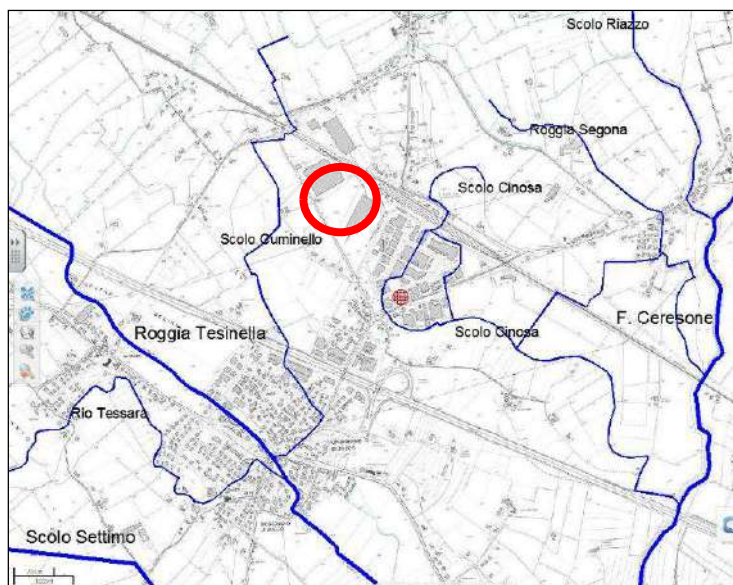 Scolo Riazzo
Roggia Segona
Scolo Cinosa
Scolo Cuminello
Roggia Tesinella
Scolo Cinosa
F. Ceresone
Rio Tessara
Scolo Settimo